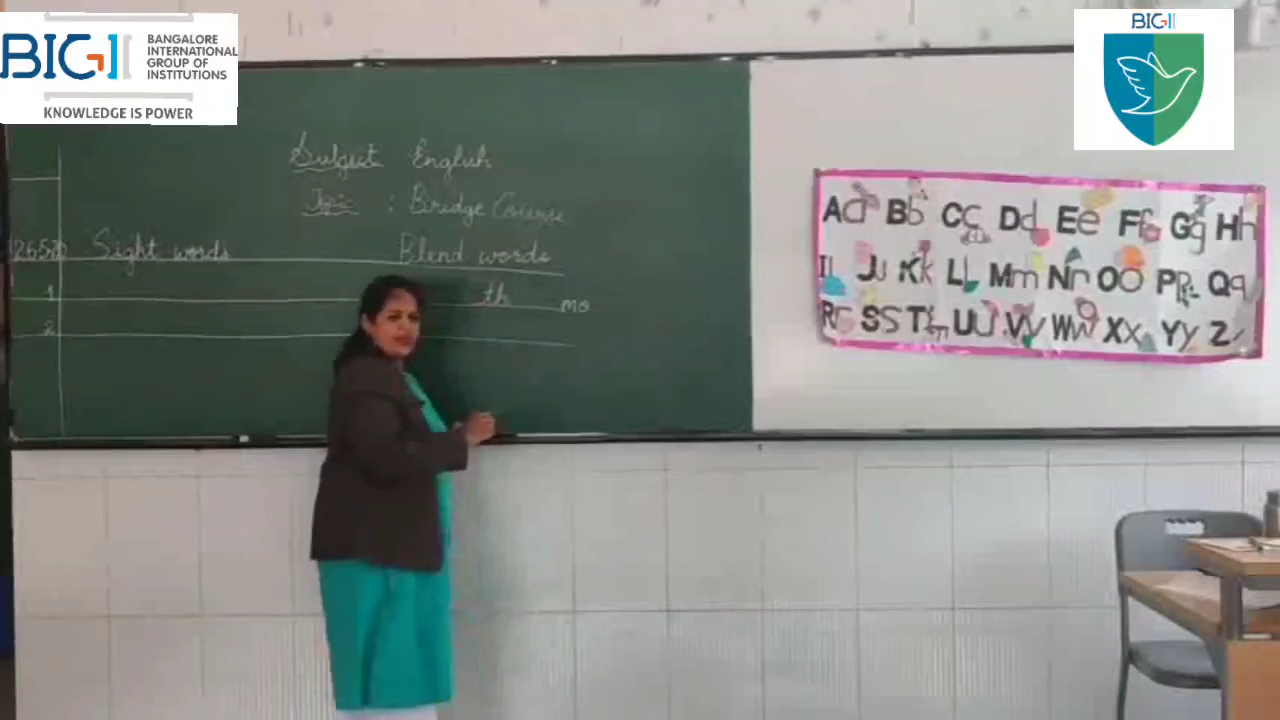 BIGI
BANGALORE
INTERNATIONAL
GROUP OF
INSTITUTIONS
KNOWLEDGE IS POWER
BIGI
Subject English
Topic : Bridge Course
Sight words Blend words
1 th
2
Aa Bb Cc Dd Ee Ff Gg Hh
Ii Jj Kk Ll Mm Nn Oo Pp Qq
Rr Ss Tt Uu Vv Ww Xx Yy Zz